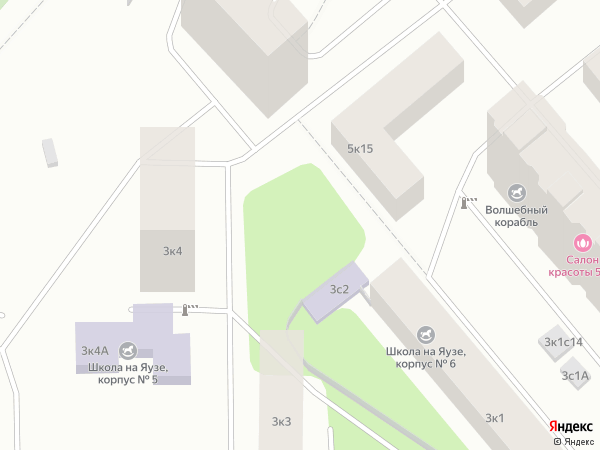 5к15
Волшебный
корабль
Салон
красоты 5
3к4
3с2
3к1с14
3к4А
Школа на Яузе,
корпус № 5
Школа на Яузе,
корпус № 6
3с1А
3к3
3к1
Яндекс